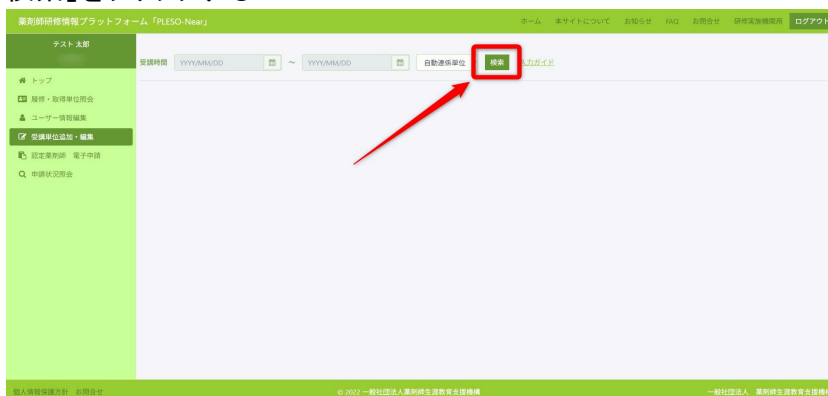 検索」をクリックする
薬剤師研修情報プラットフォーム「PLESO-Near」
ホーム 本サイトについて お知らせ FAQ お問合せ 研修実施機関用 ログアウト
テスト 太郎
受講時間 YYYY/MM/DD ～ YYYY/MM/DD 自動連係単位 検索 入力ガイド
トップ
履修・取得単位照会
ユーザー情報編集
受講単位追加・編集
認定薬剤師 電子申請
申請状況照会
個人情報保護方針 お問合せ
© 2022 一般社団法人薬剤師生涯教育支援機構
一般社団法人 薬剤師生涯教育支援機構